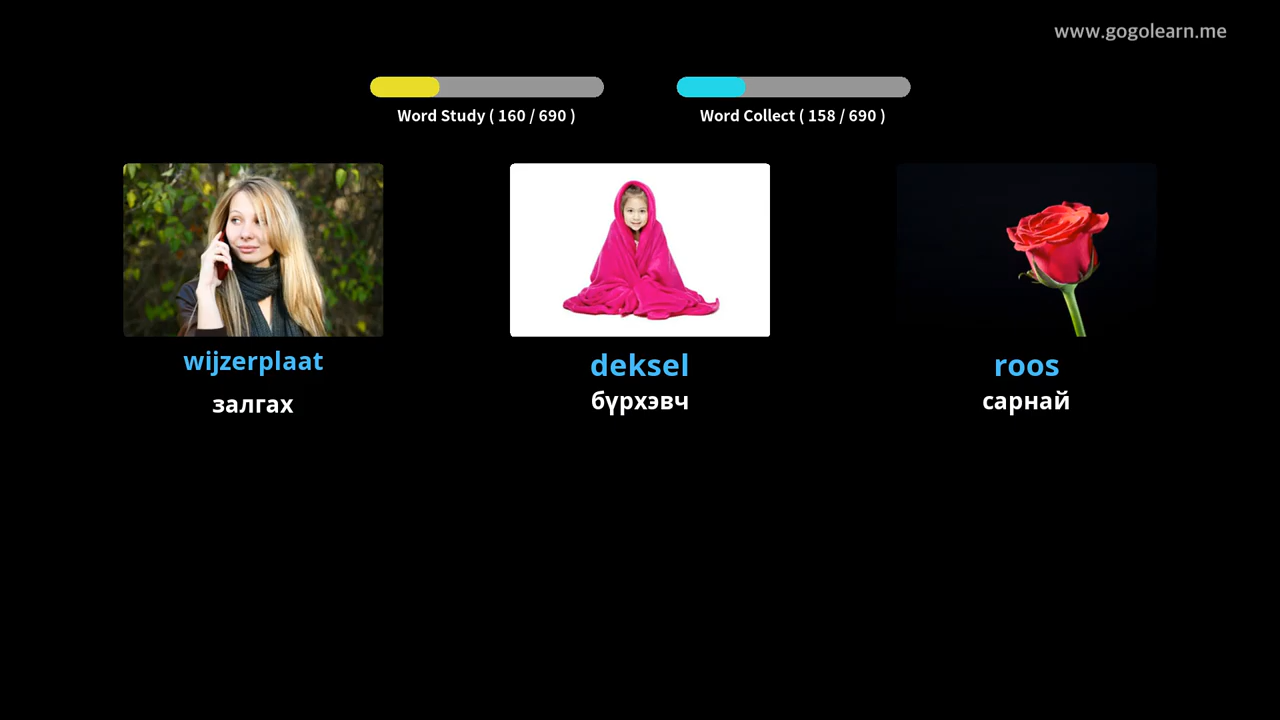 www.gogolearn.me
Word Study ( 160 / 690 )
Word Collect ( 158 / 690 )
wijzerplaat
залгах
deksel
бүрхэвч
roos
сарнай